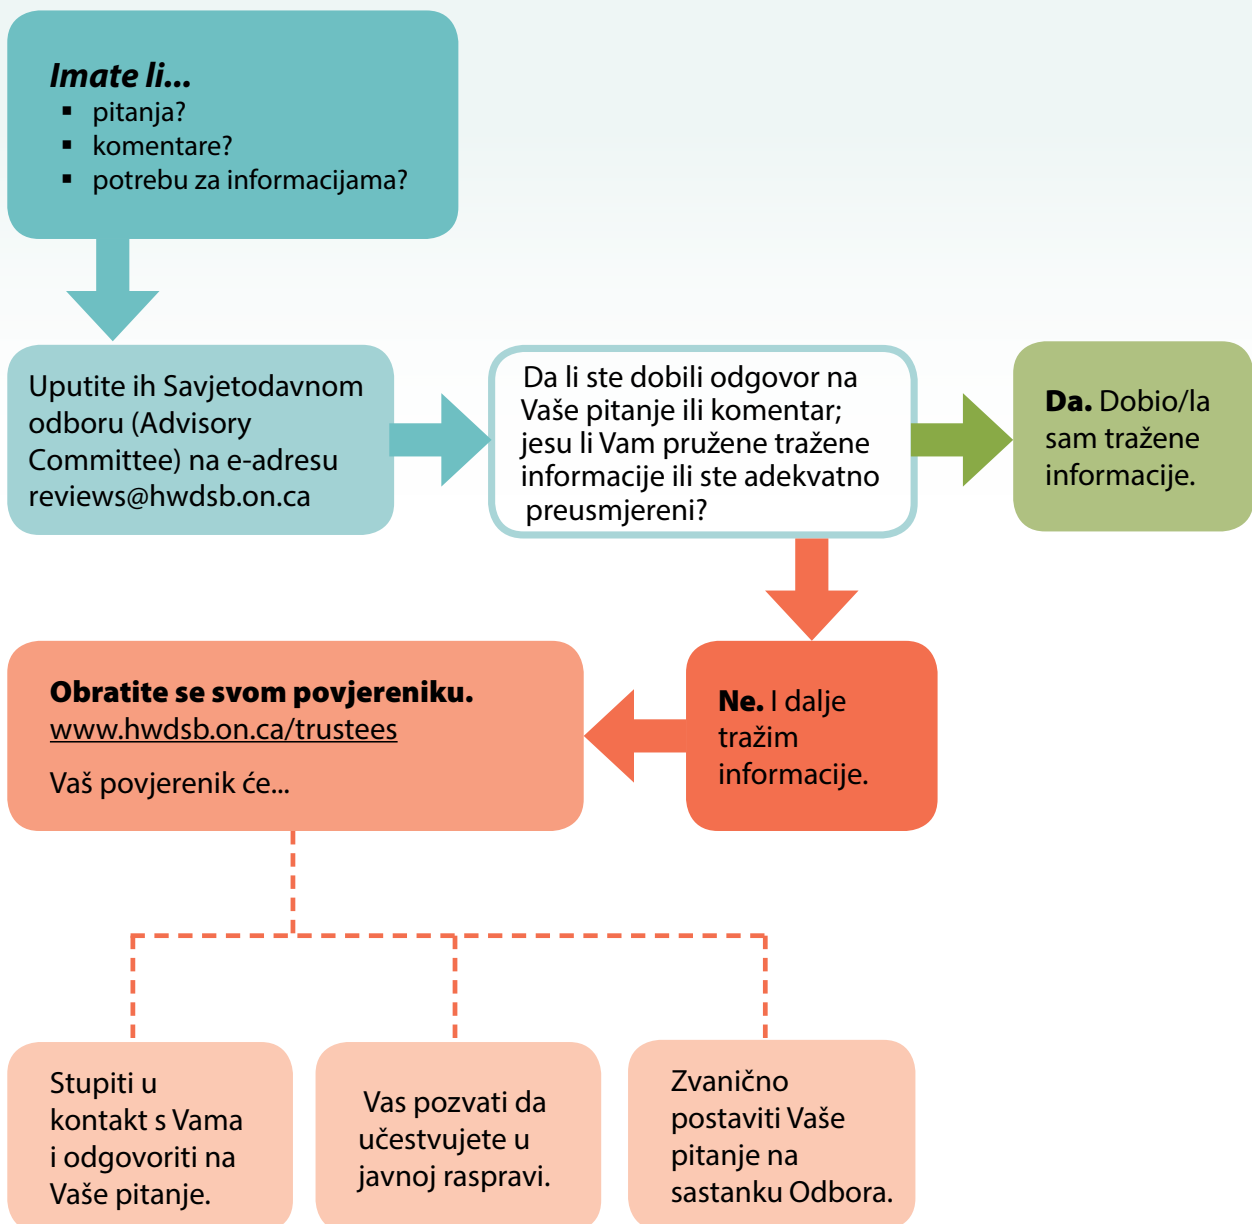 Imate li...
▪ pitanja?
▪ komentare?
▪ potrebu za informacijama?
Uputite ih Savjetodavnom
odboru (Advisory
Committee) na e-adresu
reviews@hwdsb.on.ca
Da li ste dobili odgovor na
Vaše pitanje ili komentar;
jesu li Vam pružene tražene
informacije ili ste adekvatno
preusmjereni?
Da. Dobio/la
sam tražene
informacije.
Ne. I dalje
tražim
informacije.
Obratite se svom povjereniku.
www.hwdsb.on.ca/trustees
Vaš povjerenik će...
Stupiti u
kontakt s Vama
i odgovoriti na
Vaše pitanje.
Vas pozvati da
učestvujete u
javnoj raspravi.
Zvanično
postaviti Vaše
pitanje na
sastanku Odbora.